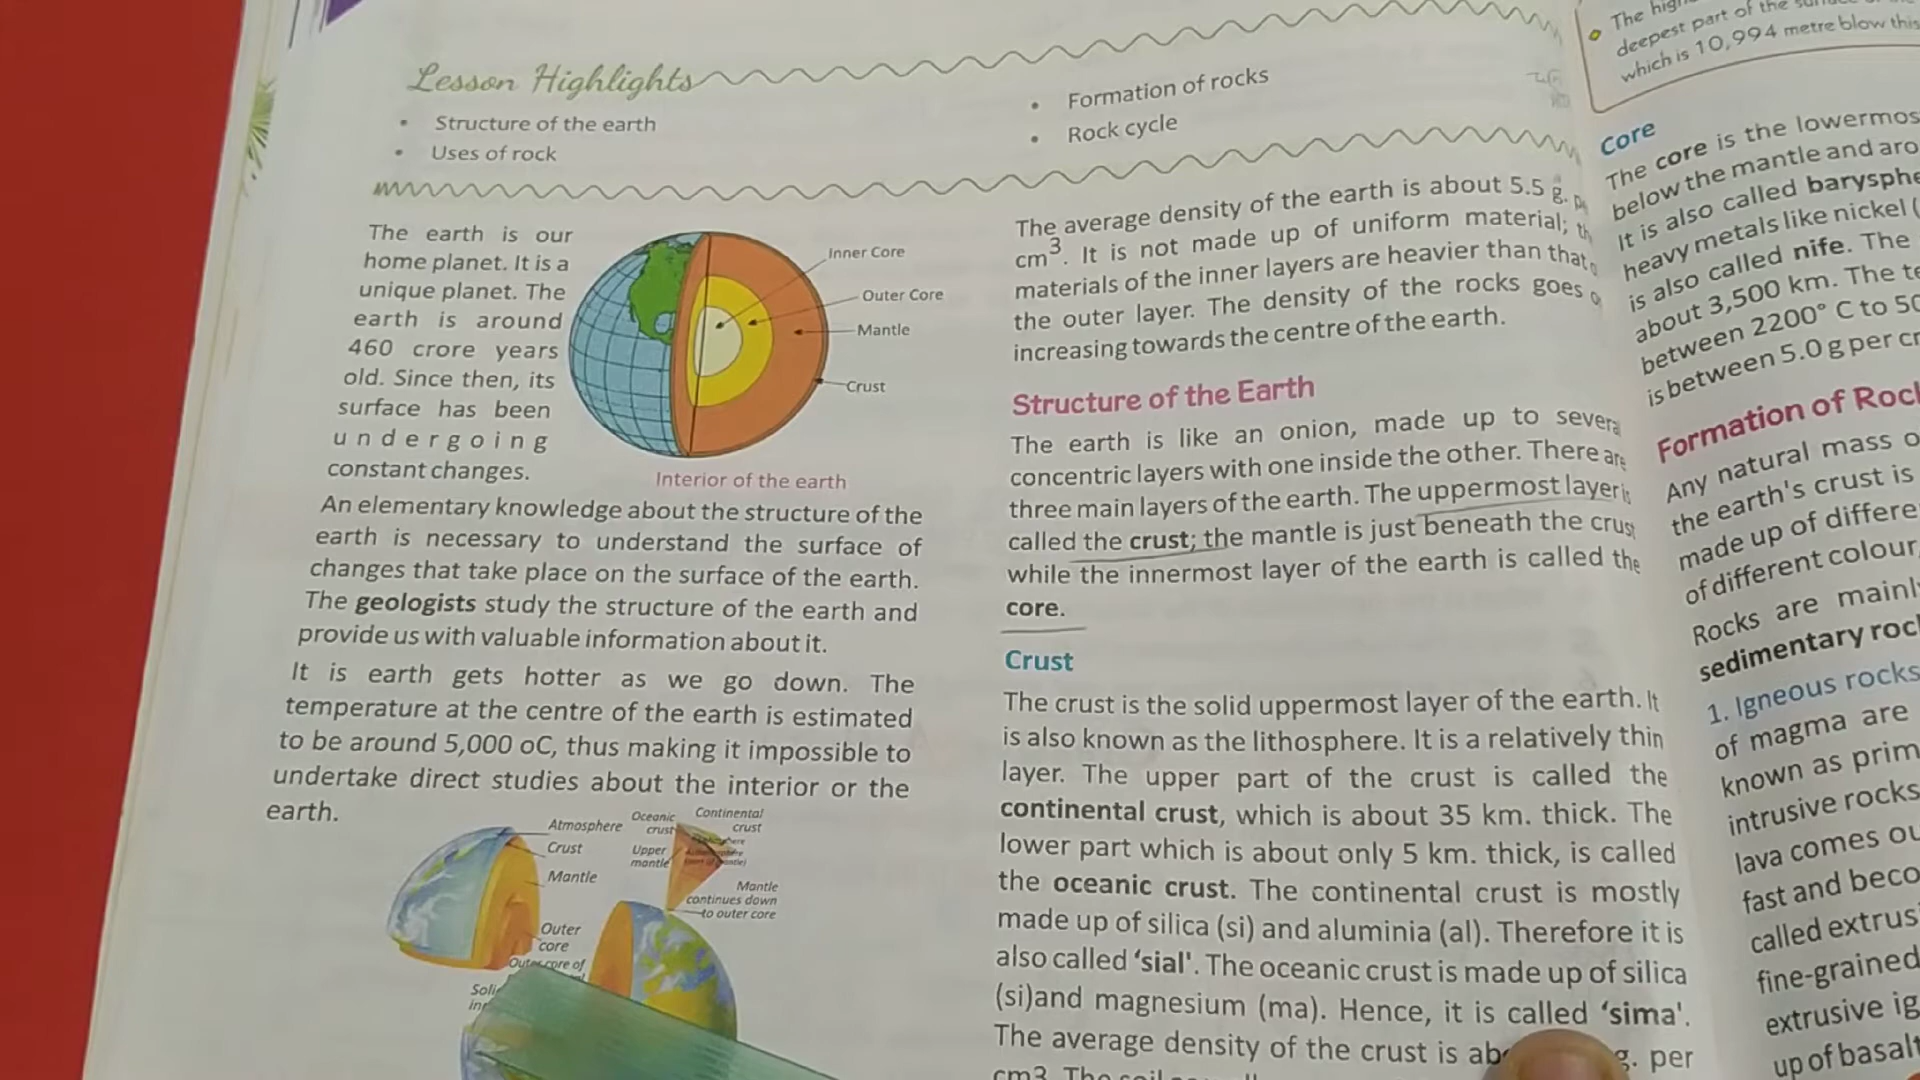 Lesson Highlights
• Structure of the earth
• Uses of rock
• Formation of rocks
• Rock cycle
The earth is our
home planet. It is a
unique planet. The
earth is around
460 crore years
old. Since then, its
surface has been
undergoing
constant changes.
Inner Core
Outer Core
Mantle
Crust
Interior of the earth
An elementary knowledge about the structure of the
earth is necessary to understand the surface of
changes that take place on the surface of the earth.
The geologists study the structure of the earth and
provide us with valuable information about it.
It is earth gets hotter as we go down. The
temperature at the centre of the earth is estimated
to be around 5,000 oC, thus making it impossible to
undertake direct studies about the interior or the
earth.
Atmosphere
Crust
Mantle
Outer
core
Oceanic
crust
Continental
crust
Upper
mantle
Mantle
continues down
to outer core
The average density of the earth is about 5.5 g.
cm3. It is not made up of uniform material;
materials of the inner layers are heavier than that
the outer layer. The density of the rocks goes
increasing towards the centre of the earth.
Structure of the Earth
The earth is like an onion, made up to several
concentric layers with one inside the other. There are
three main layers of the earth. The uppermost layer is
called the crust; the mantle is just beneath the crust
while the innermost layer of the earth is called the
core.
Crust
The crust is the solid uppermost layer of the earth. It
is also known as the lithosphere. It is a relatively thin
layer. The upper part of the crust is called the
continental crust, which is about 35 km. thick. The
lower part which is about only 5 km. thick, is called
the oceanic crust. The continental crust is mostly
made up of silica (si) and aluminia (al). Therefore it is
also called 'sial'. The oceanic crust is made up of silica
(si)and magnesium (ma). Hence, it is called 'sima'.
The average density of the crust is g. per
cm3. The
The
deepest part of the
which is 10,994 metre blow this
Core
The core is the
below the mantle and
It is also called
heavy metals like nickel
is also called nife. The
about 3,500 km. The
between 2200° C to
is between 5.0 g per
Formation of
Any natural mass
the earth's crust is
made up of
of different
Rocks are
sedimentary
1. Igneous rocks
of magma are
known as
intrusive rocks
lava comes
fast and
called
fine-grained
extrusive
up of